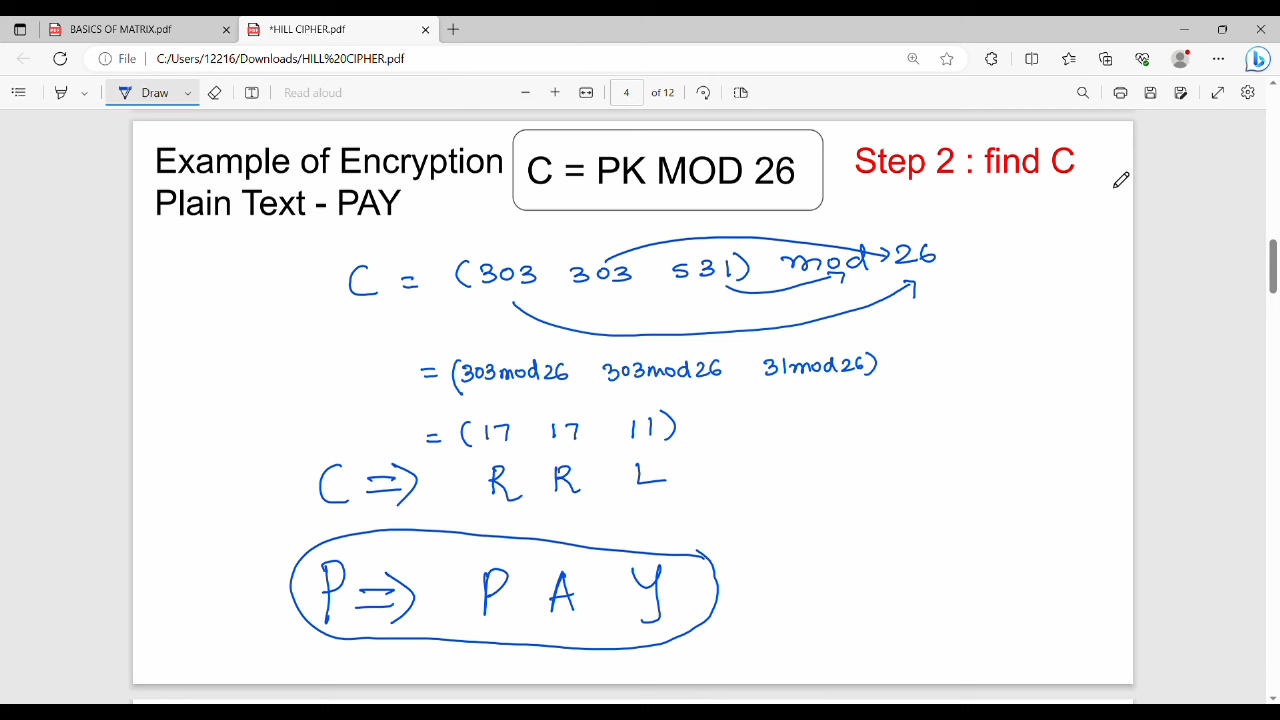 BASICS OF MATRIX.pdf
*HILL CIPHER.pdf
File C:/Users/12216/Downloads/HILL%20CIPHER.pdf
Draw Read aloud 4 of 12
Example of Encryption
Plain Text - PAY
C = PK MOD 26
Step 2 : find C
C = (303 303 531) mod 26
= (303mod26 303mod26 31mod26)
= (17 17 11)
C ⇒ R R L
P ⇒ P A Y